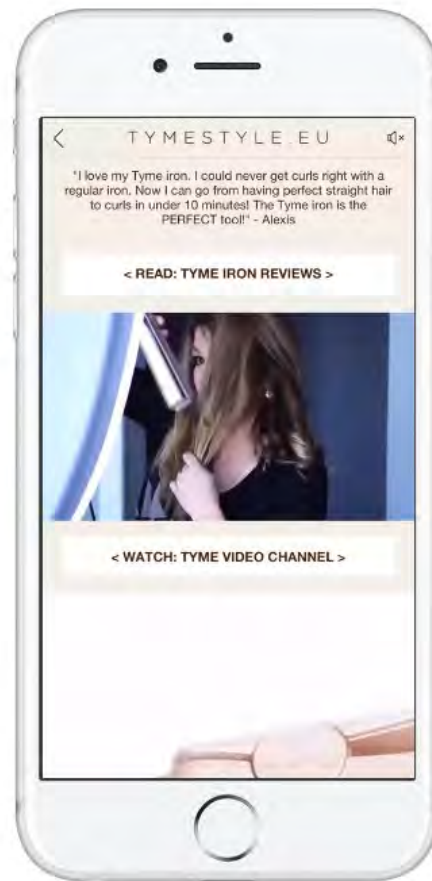 TYMESTYLE.EU
"I love my Tyme iron. I could never get curls right with a
regular iron. Now I can go from having perfect straight hair
to curls in under 10 minutes! The Tyme iron is the
PERFECT tool!" - Alexis
< READ: TYME IRON REVIEWS >
< WATCH: TYME VIDEO CHANNEL >